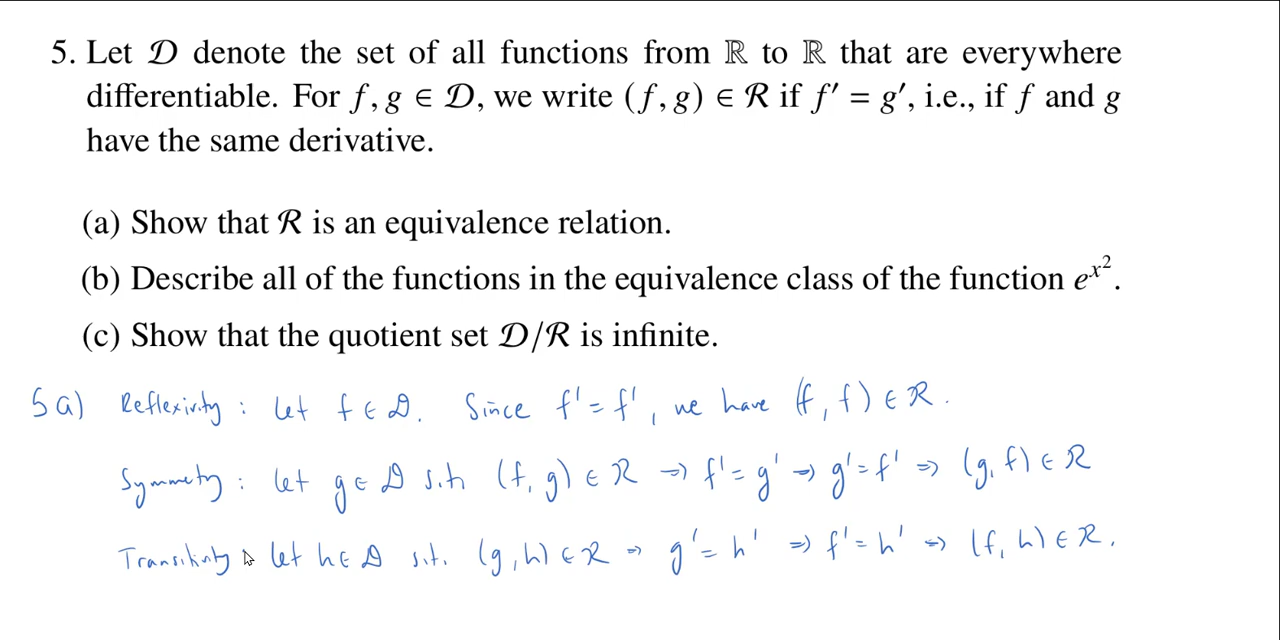 5. Let 𝒟 denote the set of all functions from ℝ to ℝ that are everywhere
differentiable. For f, g ∈ 𝒟, we write (f, g) ∈ ℛ if f′ = g′, i.e., if f and g
have the same derivative.
(a) Show that ℛ is an equivalence relation.
(b) Describe all of the functions in the equivalence class of the function e^{x²}.
(c) Show that the quotient set 𝒟/ℛ is infinite.
5a) Reflexivity : Let f ∈ 𝒟. Since f' = f', we have (f, f) ∈ ℛ.
Symmetry : let g ∈ 𝒟 s.th (f, g) ∈ ℛ ⇒ f' = g' ⇒ g' = f' ⇒ (g, f) ∈ ℛ
Transitivity : let h ∈ 𝒟 s.t. (g, h) ∈ ℛ ⇒ g' = h' ⇒ f' = h' ⇒ (f, h) ∈ ℛ.